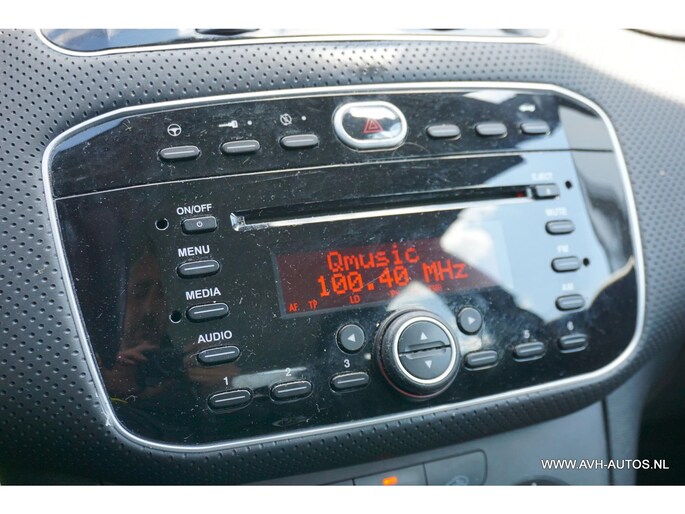 EJECT
ON/OFF
MUTE
Qmusic
MENU
FM
100.40 MHz
MEDIA
AF TP LD
AM
AUDIO
1 2 3 5 6
WWW.AVH-AUTOS.NL